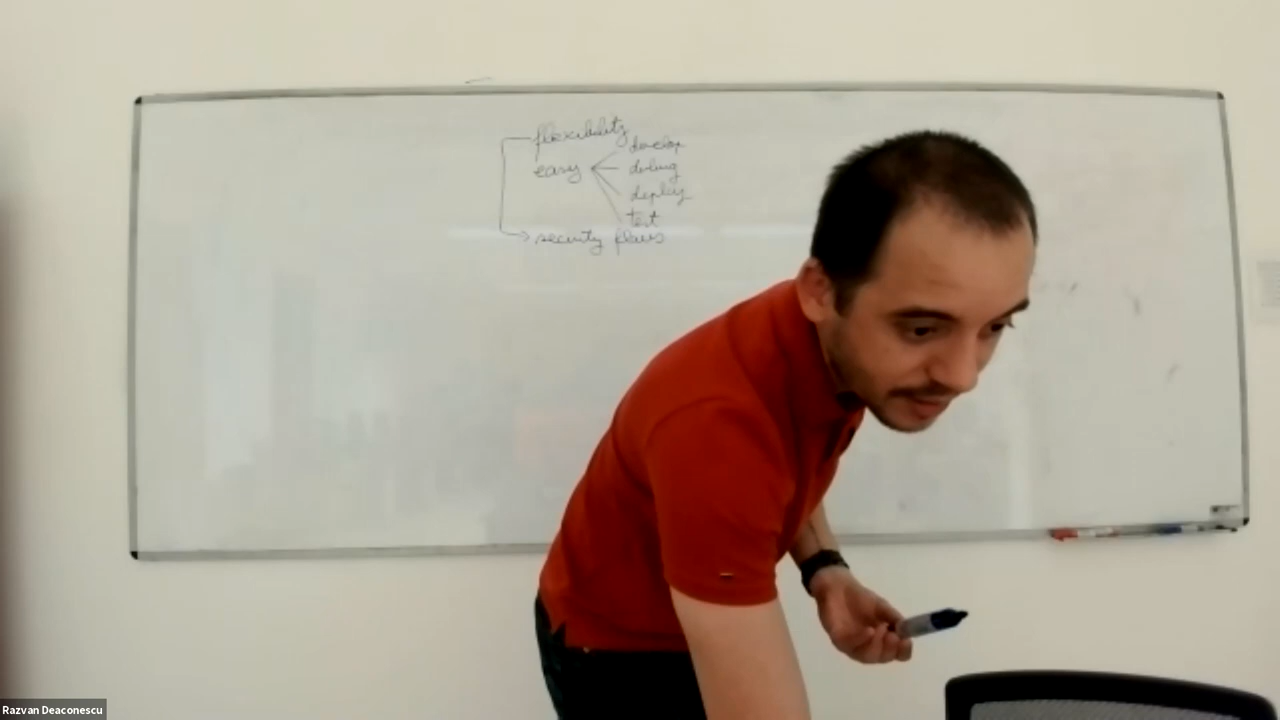 flexibility
develop
easy
debug
deploy
test
security flaws
Razvan Deaconescu